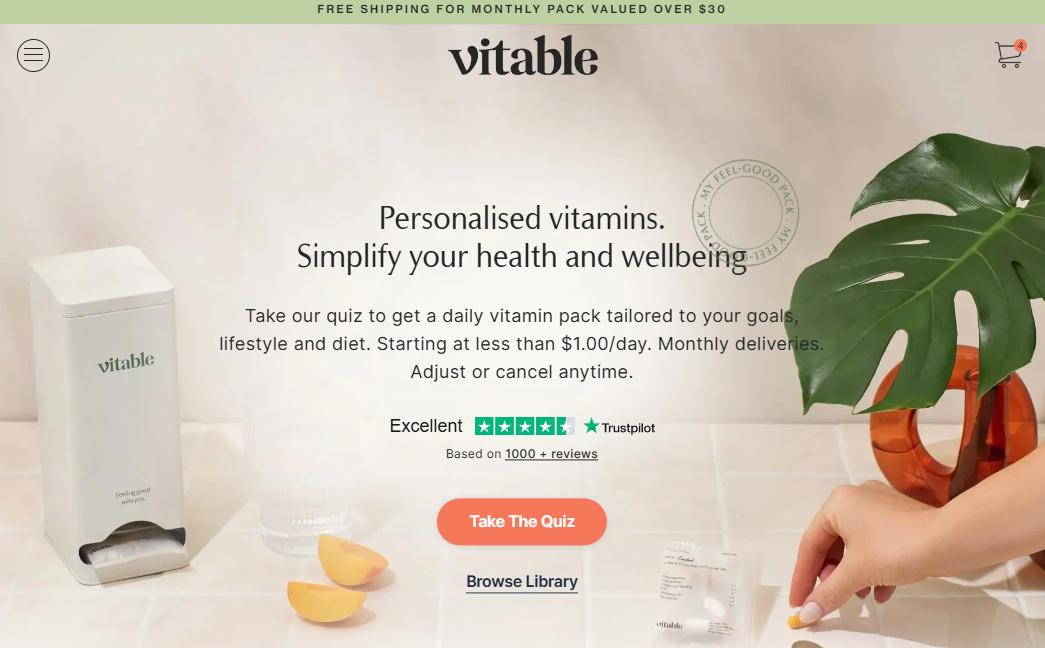 FREE SHIPPING FOR MONTHLY PACK VALUED OVER $30
vitable
4
MY FEEL-GOOD PACK · MY FEEL-GOOD PACK ·
Personalised vitamins.
Simplify your health and wellbeing
Take our quiz to get a daily vitamin pack tailored to your goals,
lifestyle and diet. Starting at less than $1.00/day. Monthly deliveries.
Adjust or cancel anytime.
vitable
Feeling good
suits you.
Excellent
Trustpilot
Based on 1000 + reviews
Take The Quiz
Browse Library
vitable